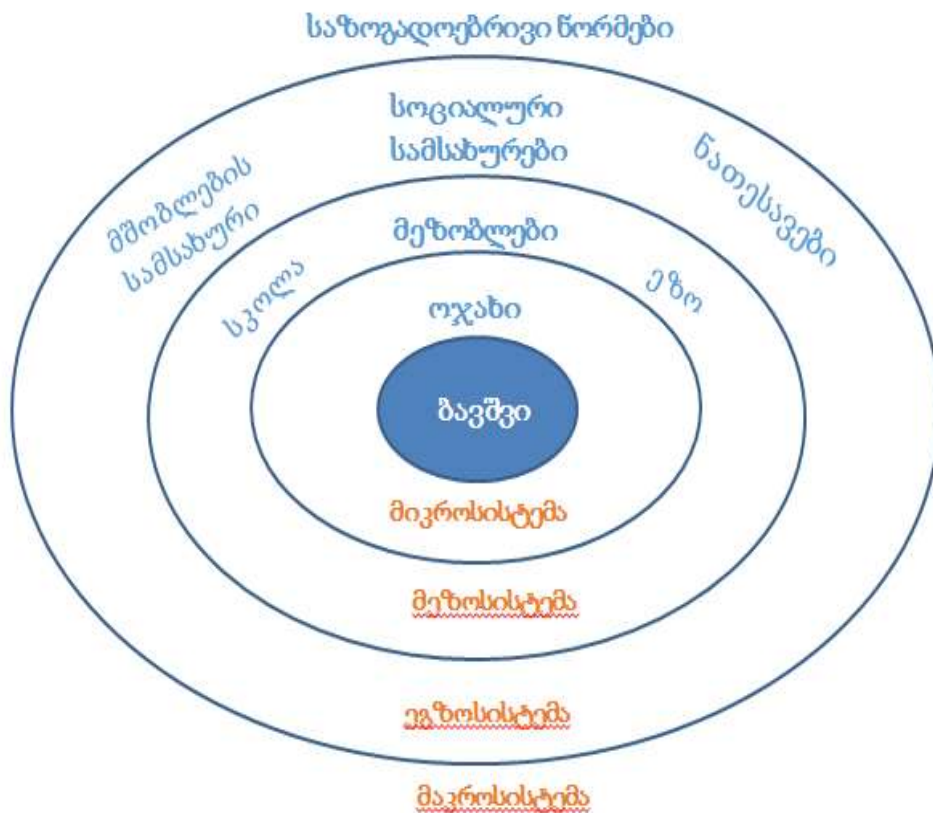 საზოგადოებრივი ნორმები
სოციალური
სამსახურები
მშობლების
სამსახური
ნათესავები
მეზობლები
სკოლა
ეზო
ოჯახი
ბავშვი
მიკროსისტემა
მეზოსისტემა
ეგზოსისტემა
მაკროსისტემა